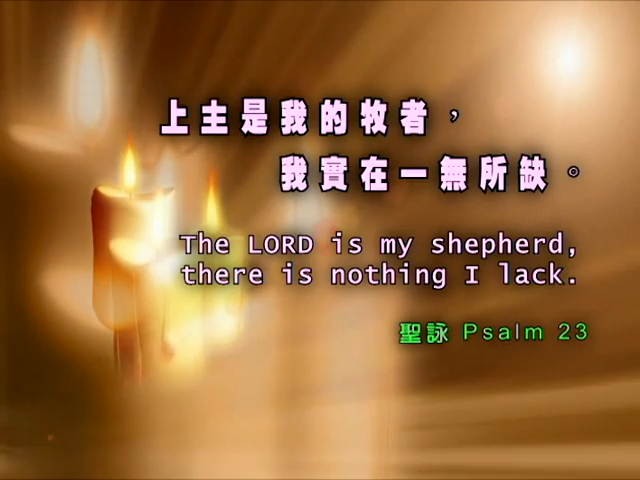 上主是我的牧者，
我實在一無所缺。
The LORD is my shepherd,
there is nothing I lack.
聖詠 Psalm 23